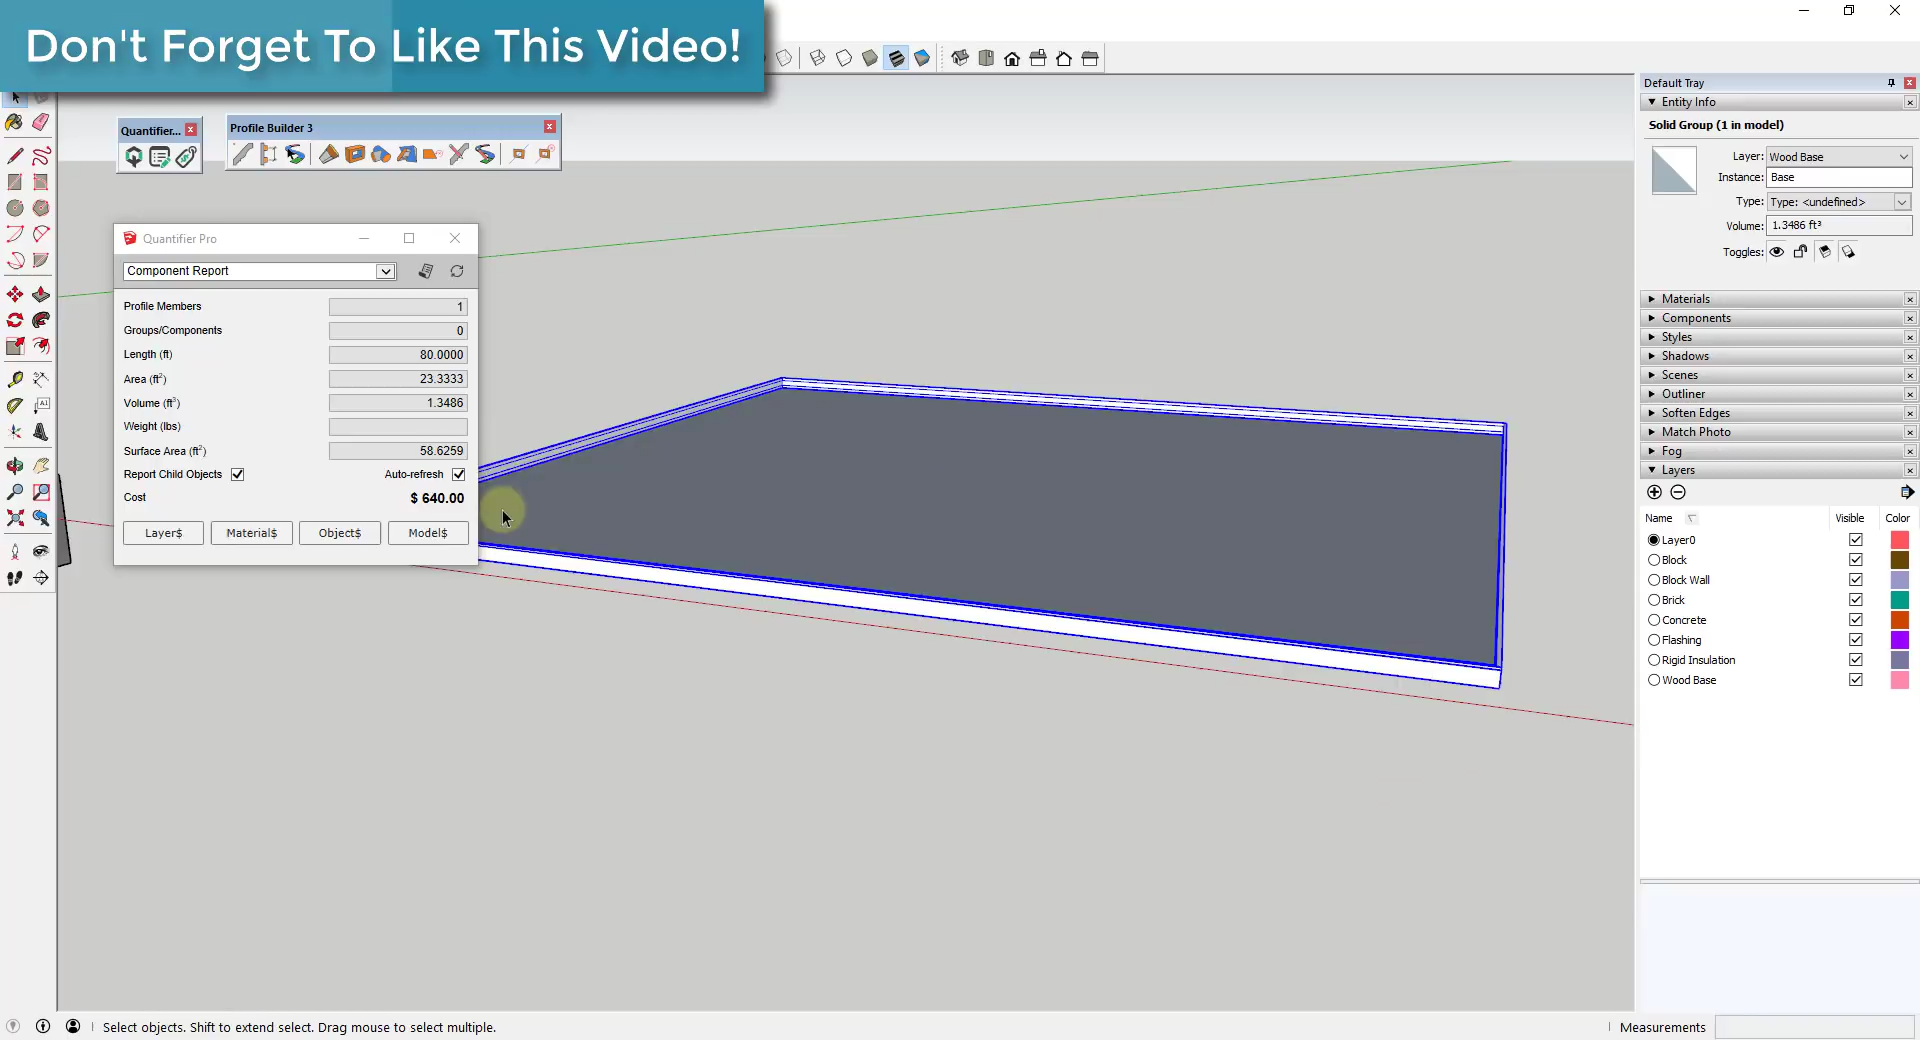 Don't Forget To Like This Video!
Default Tray
Entity Info
Solid Group (1 in model)
Layer: Wood Base
Instance: Base
Type: Type: <undefined>
Volume: 1.3486 ft³
Toggles:
Materials
Components
Styles
Shadows
Scenes
Outliner
Soften Edges
Match Photo
Fog
Layers
Name Visible Color
Layer0
Block
Block Wall
Brick
Concrete
Flashing
Rigid Insulation
Wood Base
Quantifier...
Profile Builder 3
Quantifier Pro
Component Report
Profile Members 1
Groups/Components 0
Length (ft) 80.0000
Area (ft²) 23.3333
Volume (ft³) 1.3486
Weight (lbs)
Surface Area (ft²) 58.6259
Report Child Objects Auto-refresh
Cost $ 640.00
Layer$ Material$ Object$ Model$
Select objects. Shift to extend select. Drag mouse to select multiple.
Measurements